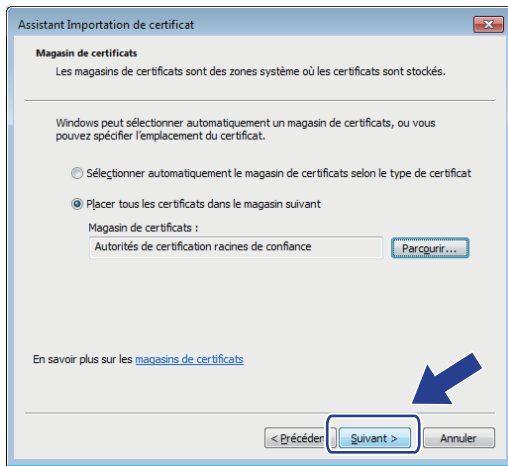 Assistant Importation de certificat
Magasin de certificats
Les magasins de certificats sont des zones système où les certificats sont stockés.
Windows peut sélectionner automatiquement un magasin de certificats, ou vous
pouvez spécifier l'emplacement du certificat.
Sélectionner automatiquement le magasin de certificats selon le type de certificat
Placer tous les certificats dans le magasin suivant
Magasin de certificats :
Autorités de certification racines de confiance
Parcourir...
En savoir plus sur les magasins de certificats
< Précéden
Suivant >
Annuler